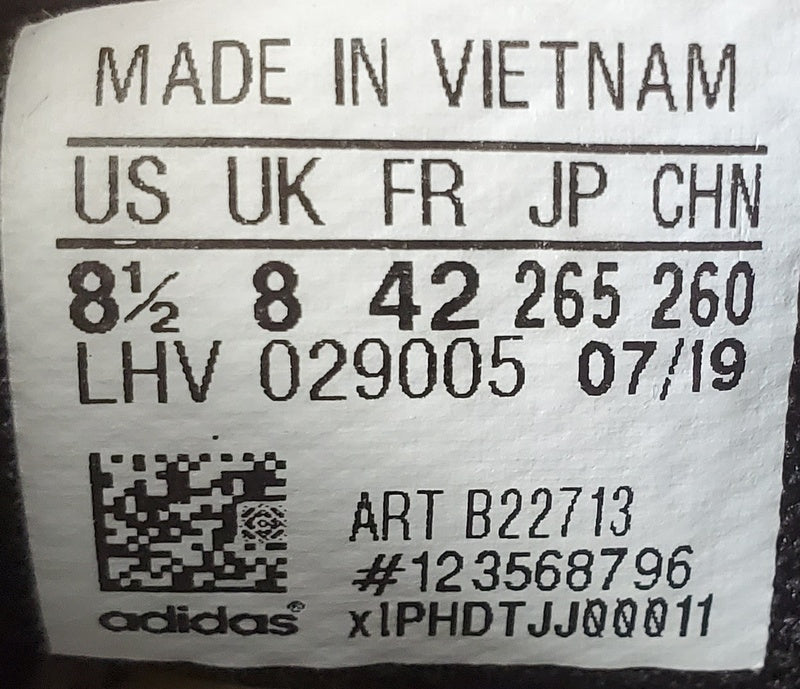 MADE IN VIETNAM
US UK FR JP CHN
8½ 8 42 265 260
LHV 029005 07/19
ART B22713
#123568796
adidas® x1PHDTJJ00011